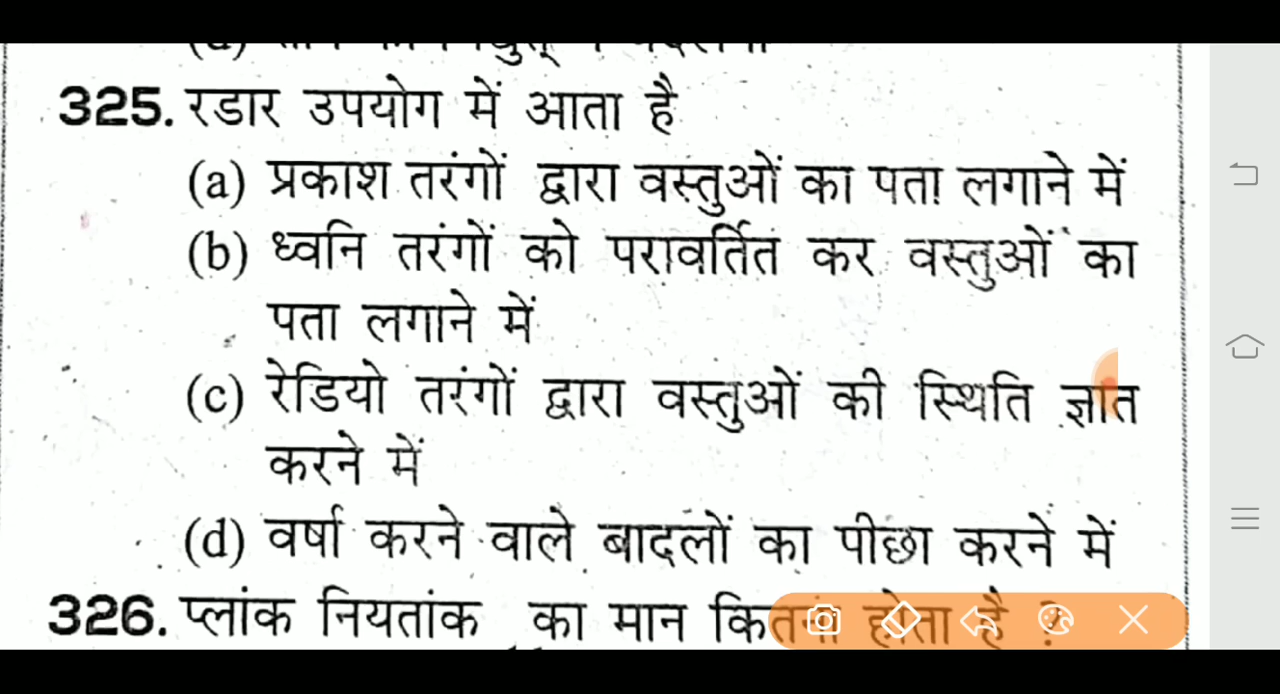 325. रडार उपयोग में आता है
(a) प्रकाश तरंगों द्वारा वस्तुओं का पता लगाने में
(b) ध्वनि तरंगों को परावर्तित कर वस्तुओं का
पता लगाने में
(c) रेडियो तरंगों द्वारा वस्तुओं की स्थिति ज्ञात
करने में
(d) वर्षा करने वाले बादलों का पीछा करने में
326. प्लांक नियतांक का मान कितना होता है ?